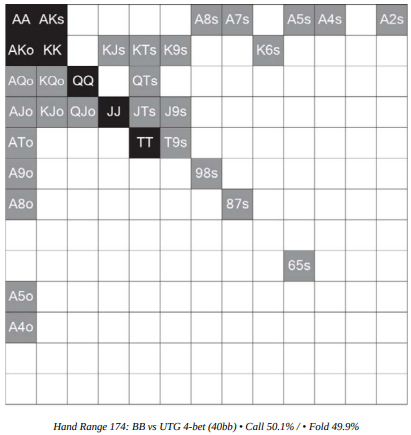 AA AKs A8s A7s A5s A4s A2s
AKo KK KJs KTs K9s K6s
AQo KQo QQ QTs
AJo KJo QJo JJ JTs J9s
ATo TT T9s
A9o 98s
A8o 87s
65s
A5o
A4o
Hand Range 174: BB vs UTG 4-bet (40bb) • Call 50.1% / • Fold 49.9%